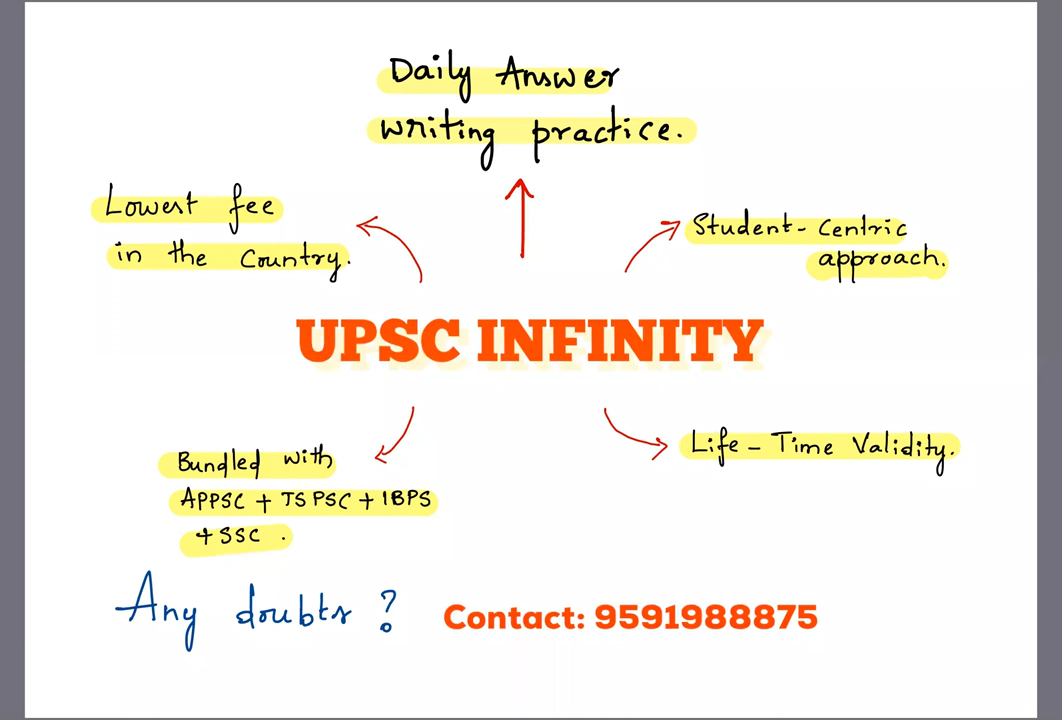 Daily Answer
writing practice.
Lowest fee
in the Country.
Student-Centric
approach.
UPSC INFINITY
Bundled with
APPSC + TSPSC + IBPS
+ SSC.
Life-Time Validity.
Any doubts?
Contact: 9591988875